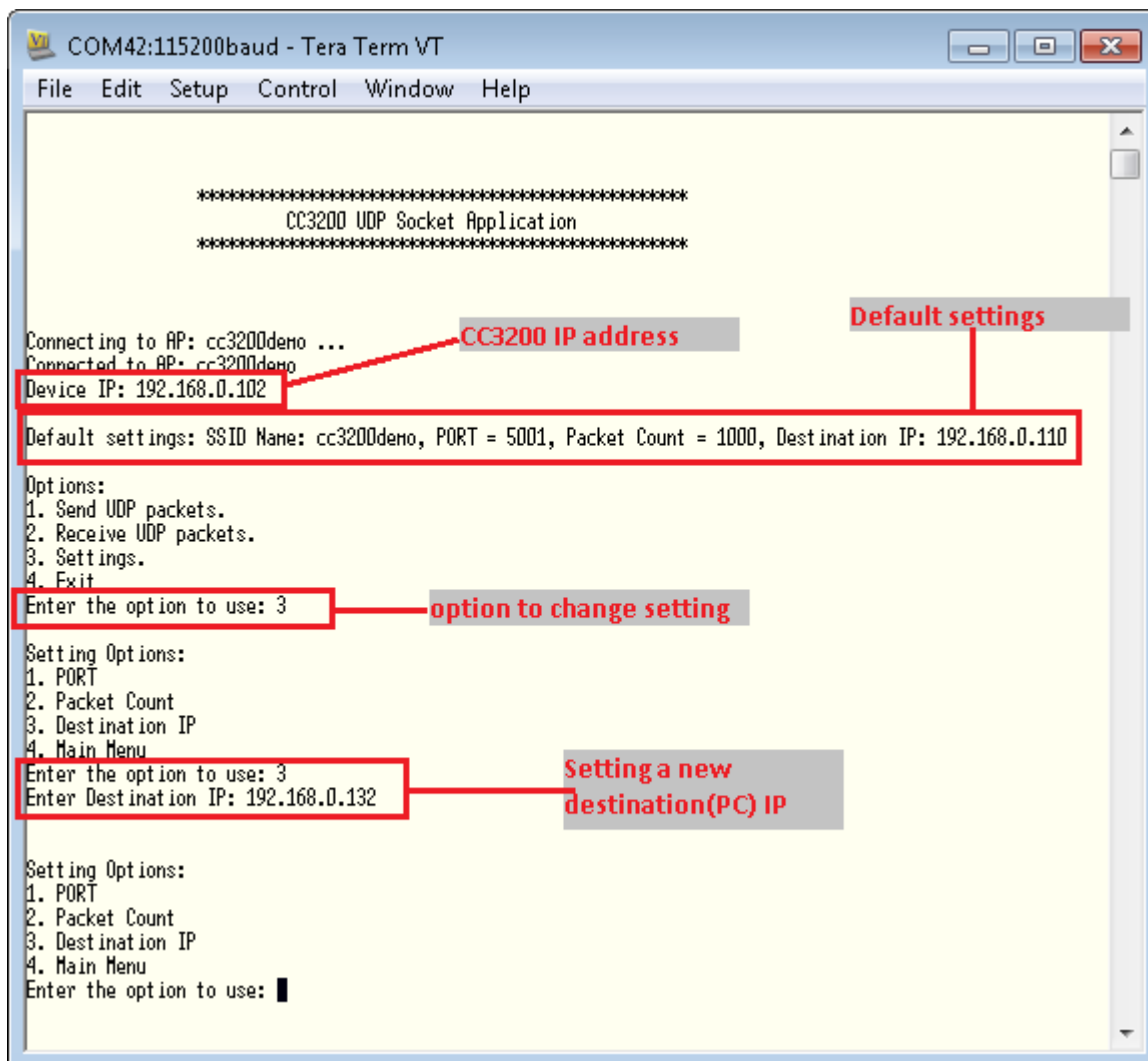 COM42:115200baud - Tera Term VT
File Edit Setup Control Window Help
**************************************************
CC3200 UDP Socket Application
**************************************************
Connecting to AP: cc3200demo ...
CC3200 IP address
Default settings
Connected to AP: cc3200demo
Device IP: 192.168.0.102
Default settings: SSID Name: cc3200demo, PORT = 5001, Packet Count = 1000, Destination IP: 192.168.0.110
Options:
1. Send UDP packets.
2. Receive UDP packets.
3. Settings.
4. Exit
Enter the option to use: 3
option to change setting
Setting Options:
1. PORT
2. Packet Count
3. Destination IP
4. Main Menu
Enter the option to use: 3
Enter Destination IP: 192.168.0.132
Setting a new
destination(PC) IP
Setting Options:
1. PORT
2. Packet Count
3. Destination IP
4. Main Menu
Enter the option to use: